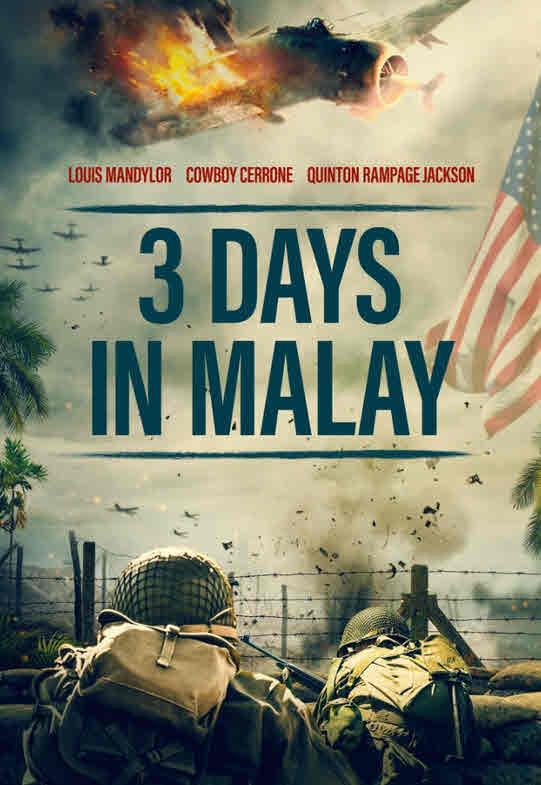 LOUIS MANDYLOR COWBOY CERRONE QUINTON RAMPAGE JACKSON
3 DAYS
IN MALAY